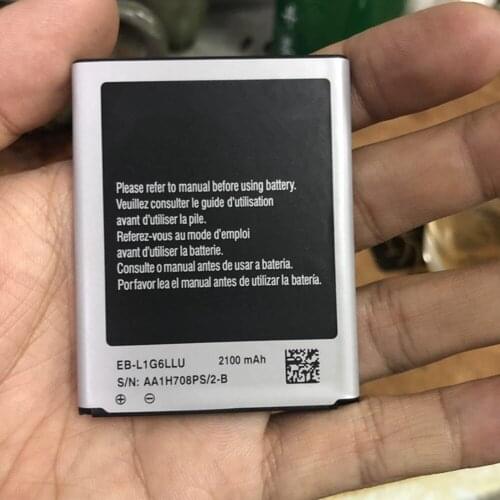 Please refer to manual before using battery.
Veuillez consulter le guide d'utilisation
avant d'utiliser la pile.
Referez-vous au mode d'emploi
avant d'utiliser la batterie.
Consulte o manual antes de usar a bateria.
Por favor lea el manual antes de utilizar la batería.
EB-L1G6LLU 2100 mAh
S/N: AA1H708PS/2-B
⊕ ⊖